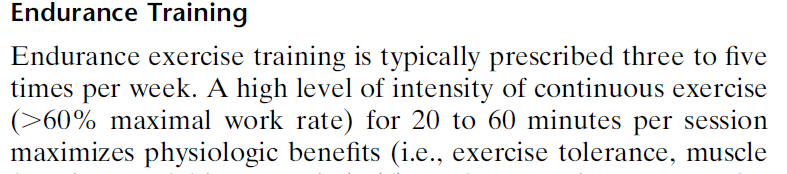 Endurance Training
Endurance exercise training is typically prescribed three to five
times per week. A high level of intensity of continuous exercise
(>60% maximal work rate) for 20 to 60 minutes per session
maximizes physiologic benefits (i.e., exercise tolerance, muscle